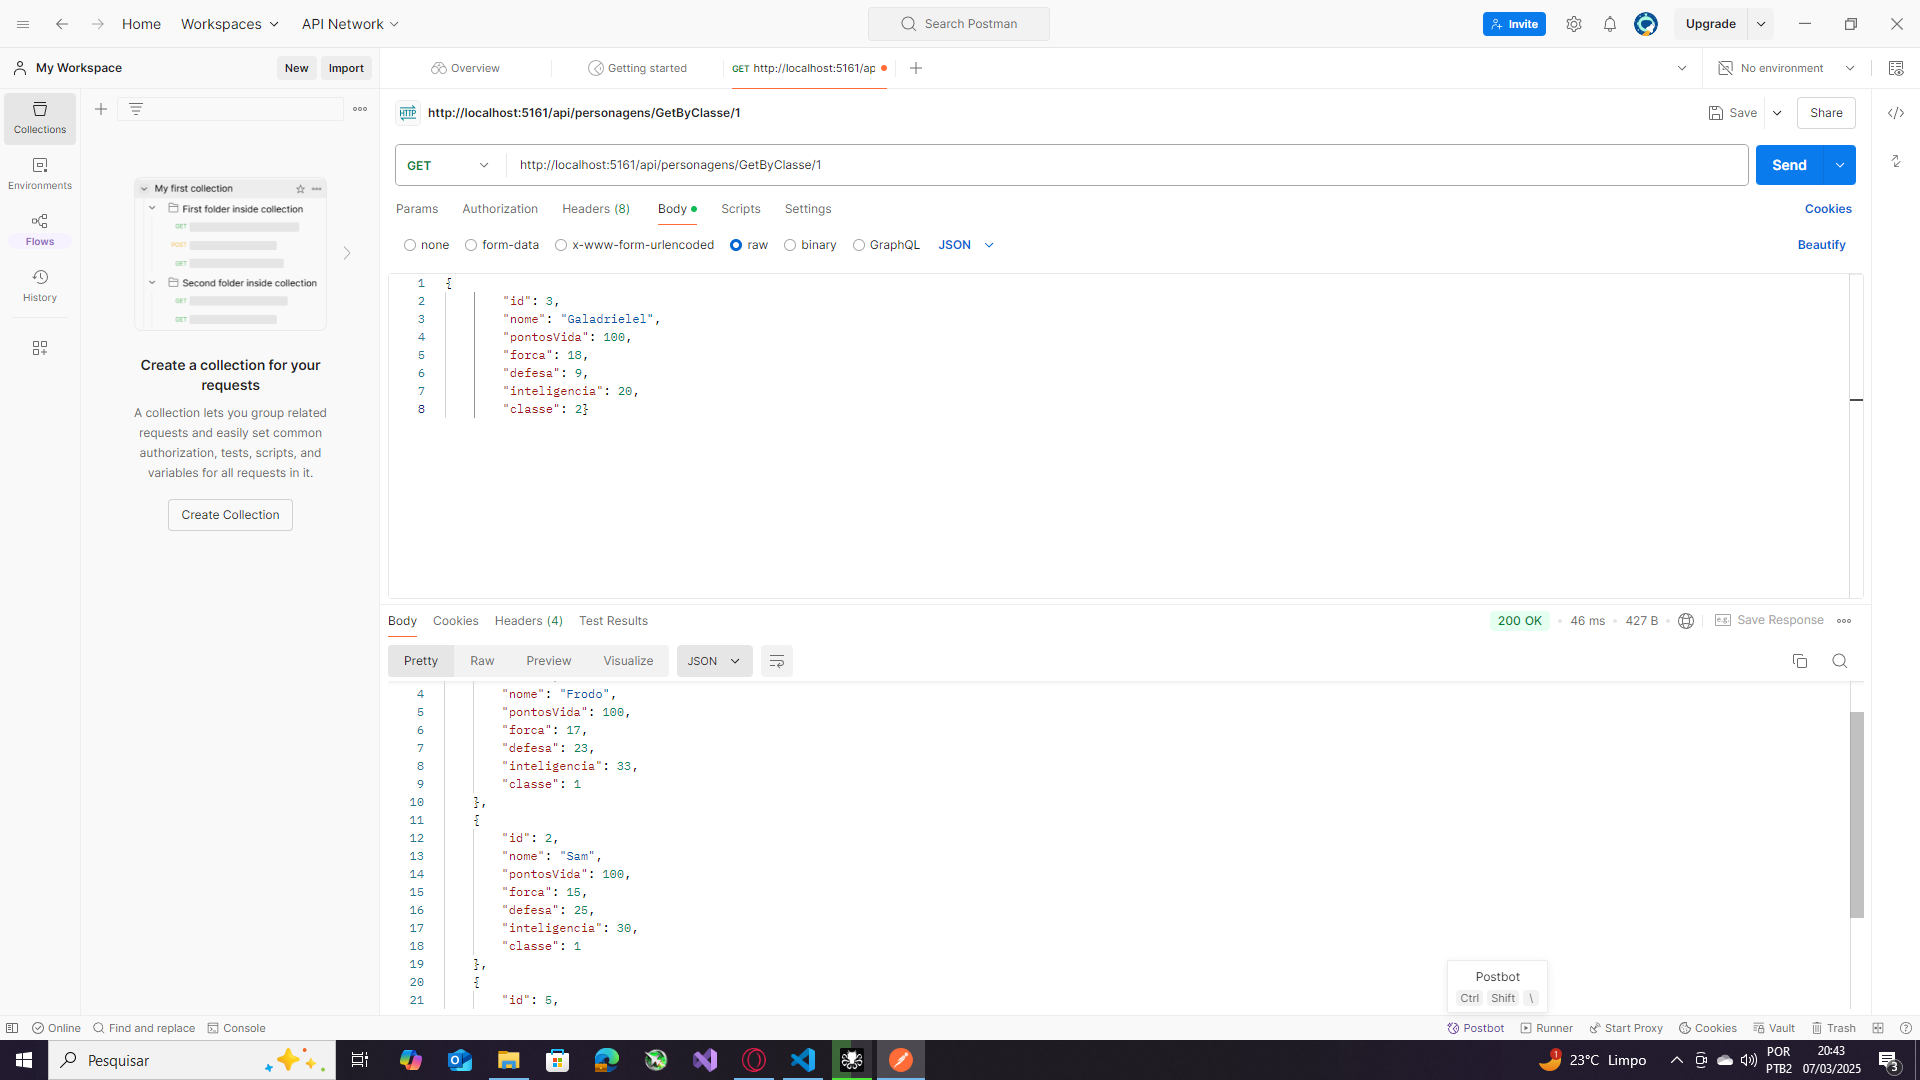 Home
Workspaces
API Network
Search Postman
Invite
Upgrade
My Workspace
New
Import
Overview
Getting started
GET http://localhost:5161/ap
No environment
Collections
Environments
Flows
History
My first collection
First folder inside collection
GET
POST
GET
Second folder inside collection
GET
GET
Create a collection for your
requests
A collection lets you group related
requests and easily set common
authorization, tests, scripts, and
variables for all requests in it.
Create Collection
HTTP http://localhost:5161/api/personagens/GetByClasse/1
Save
Share
GET
http://localhost:5161/api/personagens/GetByClasse/1
Send
Params
Authorization
Headers (8)
Body
Scripts
Settings
Cookies
none
form-data
x-www-form-urlencoded
raw
binary
GraphQL
JSON
Beautify
1 {
2 "id": 3,
3 "nome": "Galadrielel",
4 "pontosVida": 100,
5 "forca": 18,
6 "defesa": 9,
7 "inteligencia": 20,
8 "classe": 2}
Body
Cookies
Headers (4)
Test Results
200 OK
46 ms
427 B
e.g. Save Response
Pretty
Raw
Preview
Visualize
JSON
4 "nome": "Frodo",
5 "pontosVida": 100,
6 "forca": 17,
7 "defesa": 23,
8 "inteligencia": 33,
9 "classe": 1
10 },
11 {
12 "id": 2,
13 "nome": "Sam",
14 "pontosVida": 100,
15 "forca": 15,
16 "defesa": 25,
17 "inteligencia": 30,
18 "classe": 1
19 },
20 {
21 "id": 5,
Postbot
Ctrl Shift \
Online
Find and replace
Console
Postbot
Runner
Start Proxy
Cookies
Vault
Trash
Pesquisar
1
23°C Limpo
POR
PTB2
20:43
07/03/2025
3